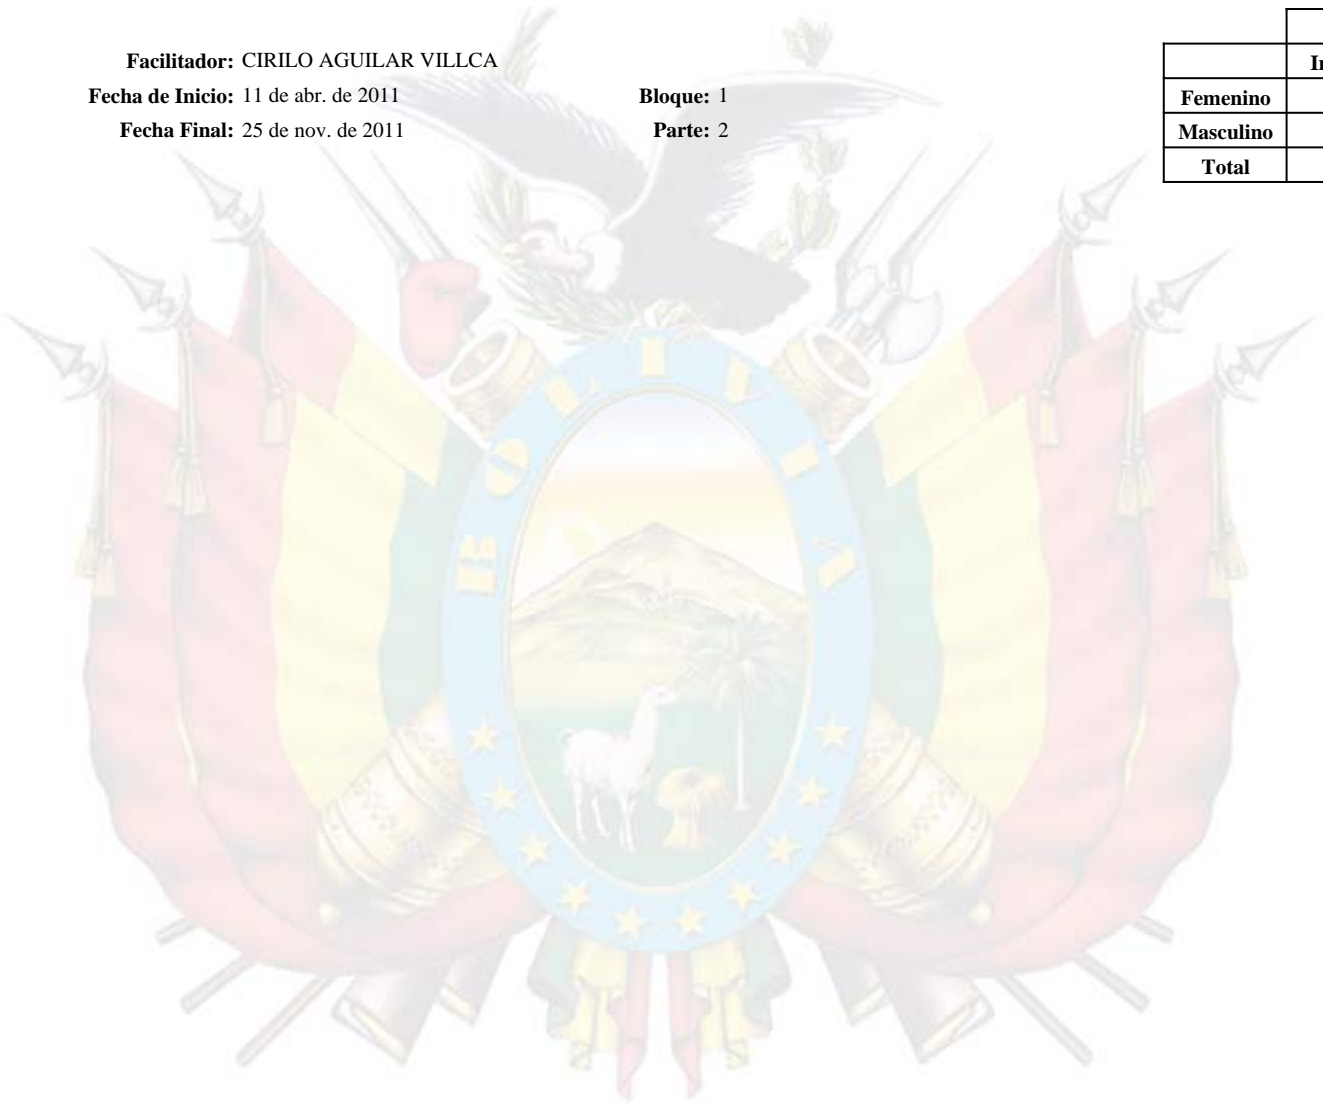 Facilitador: CIRILO AGUILAR VILLCA
Fecha de Inicio: 11 de abr. de 2011 Bloque: 1
Fecha Final: 25 de nov. de 2011 Parte: 2
Femenino
Masculino
Total
BOLIVIA